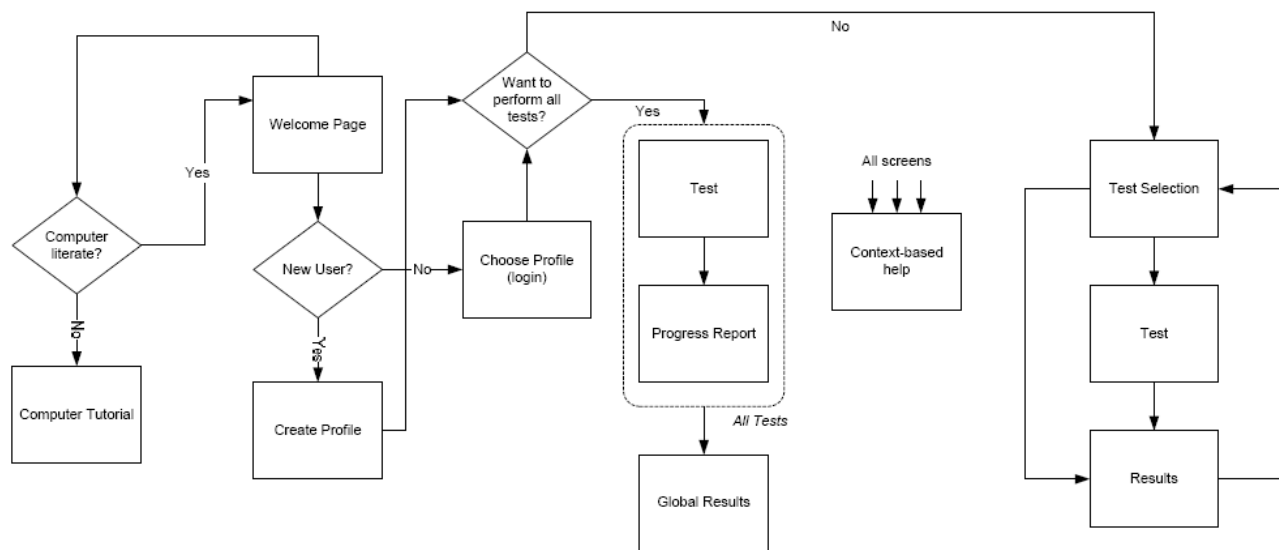 No
Want to
perform all
tests?
Yes
Welcome Page
Yes
Test
All screens
Test Selection
Computer
literate?
New User?
No
Choose Profile
(login)
Context-based
help
No
Yes
Progress Report
Test
Computer Tutorial
Create Profile
All Tests
Global Results
Results